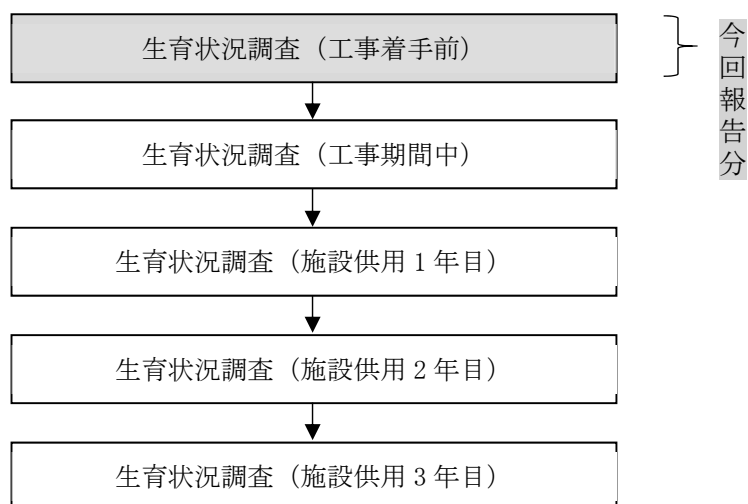 生育状況調査（工事着手前）
今回報告分
生育状況調査（工事期間中）
生育状況調査（施設供用１年目）
生育状況調査（施設供用２年目）
生育状況調査（施設供用３年目）